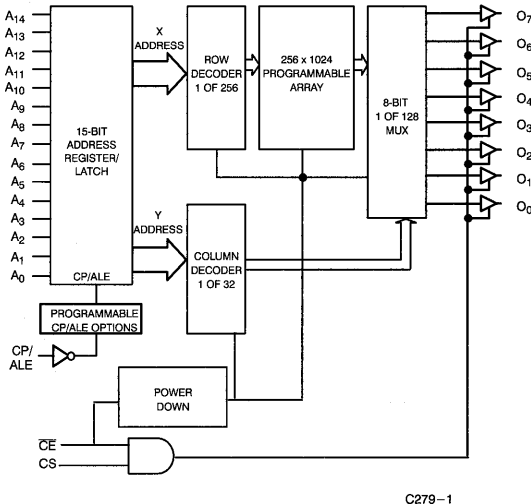 A14
A13
A12
A11
A10
A9
A8
A7
A6
A5
A4
A3
A2
A1
A0
15-BIT
ADDRESS
REGISTER/
LATCH
CP/ALE
PROGRAMMABLE
CP/ALE OPTIONS
CP/
ALE
X
ADDRESS
ROW
DECODER
1 OF 256
256 x 1024
PROGRAMMABLE
ARRAY
8-BIT
1 OF 128
MUX
Y
ADDRESS
COLUMN
DECODER
1 OF 32
POWER
DOWN
CE
CS
O7
O6
O5
O4
O3
O2
O1
O0
C279–1